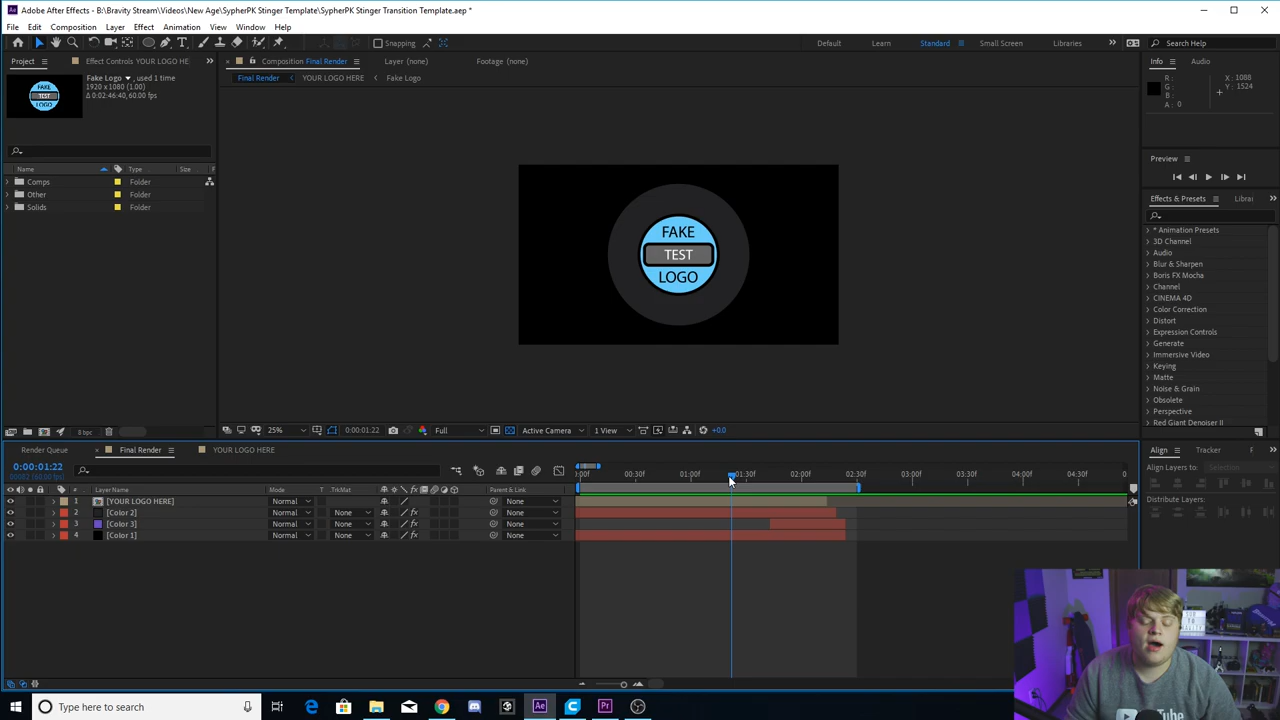 Adobe After Effects - B:\Bravity Stream\Videos\New Age\SypherPK Stinger Template\SypherPK Stinger Transition Template.aep *
File Edit Composition Layer Effect Animation View Window Help
Snapping Default Learn Standard Small Screen Libraries Search Help
Project Effect Controls YOUR LOGO HE Composition Final Render Layer (none) Footage (none) Info Audio
Fake Logo , used 1 time
1920 x 1080 (1.00)
Δ 0:02:46:40, 60.00 fps
Final Render YOUR LOGO HERE Fake Logo
R :
G :
B :
A : 0
X : 1088
Y : 1524
FAKE
TEST
LOGO
Name Type Size
Comps Folder
Other Folder
Solids Folder
FAKE
TEST
LOGO
Preview
Effects & Presets Librai
* Animation Presets
3D Channel
Audio
Blur & Sharpen
Boris FX Mocha
Channel
CINEMA 4D
Color Correction
Distort
Expression Controls
Generate
Immersive Video
Keying
Matte
Noise & Grain
Obsolete
Perspective
Red Giant Denoiser II
8 bpc 25% 0:00:01:22 Full Active Camera 1 View +0.0
Render Queue Final Render YOUR LOGO HERE
0:00:01:22
:00f 00:30f 01:00f 01:30f 02:00f 02:30f 03:00f 03:30f 04:00f 04:30f 0
# Layer Name Mode T TrkMat Parent & Link
1 [YOUR LOGO HERE] Normal None
2 [Color 2] Normal None None
3 [Color 3] Normal None None
4 [Color 1] Normal None None
Align Tracker
Align Layers to: Selection
Distribute Layers:
YouTube
Type here to search